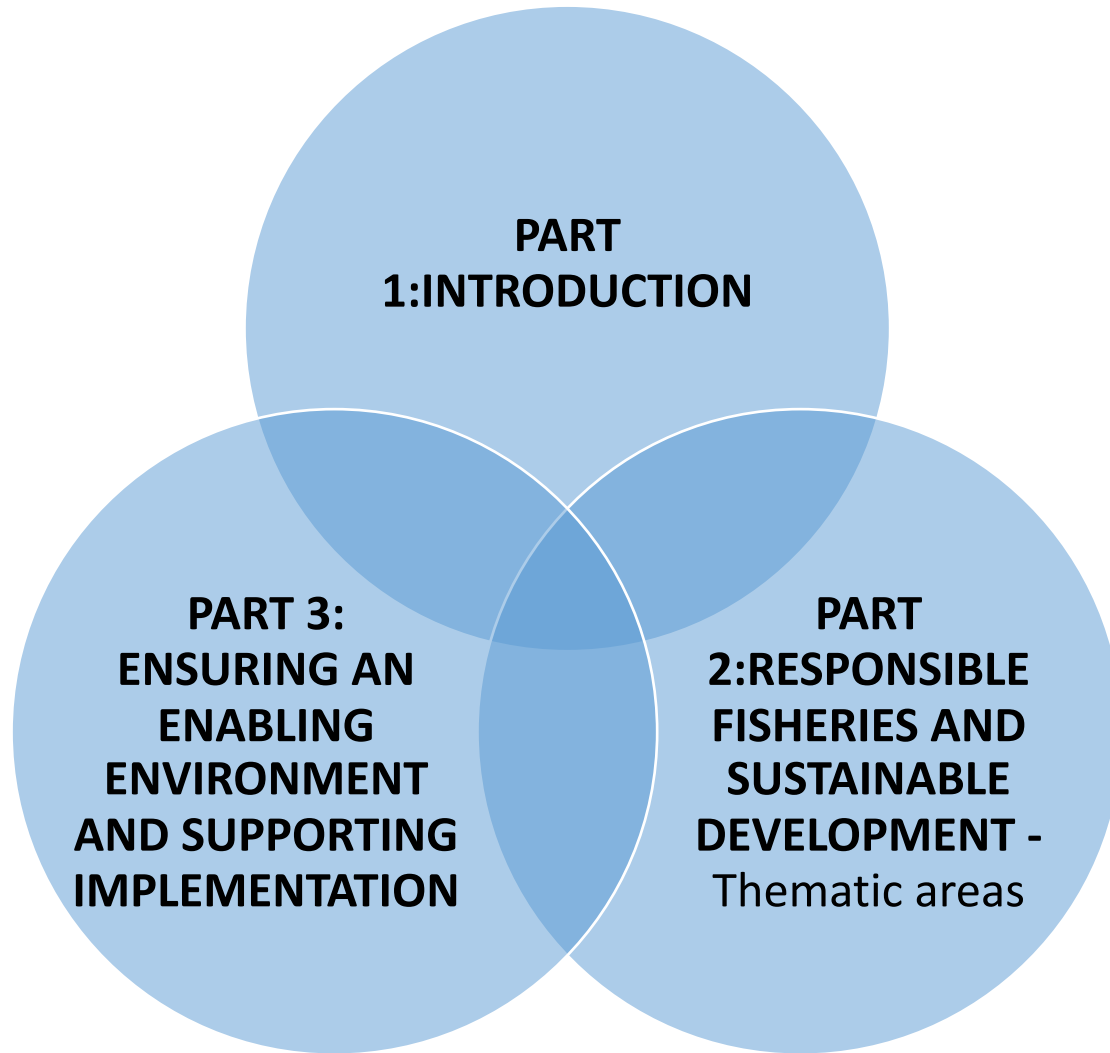 PART
1:INTRODUCTION
PART 3:
ENSURING AN
ENABLING
ENVIRONMENT
AND SUPPORTING
IMPLEMENTATION
PART
2:RESPONSIBLE
FISHERIES AND
SUSTAINABLE
DEVELOPMENT -
Thematic areas